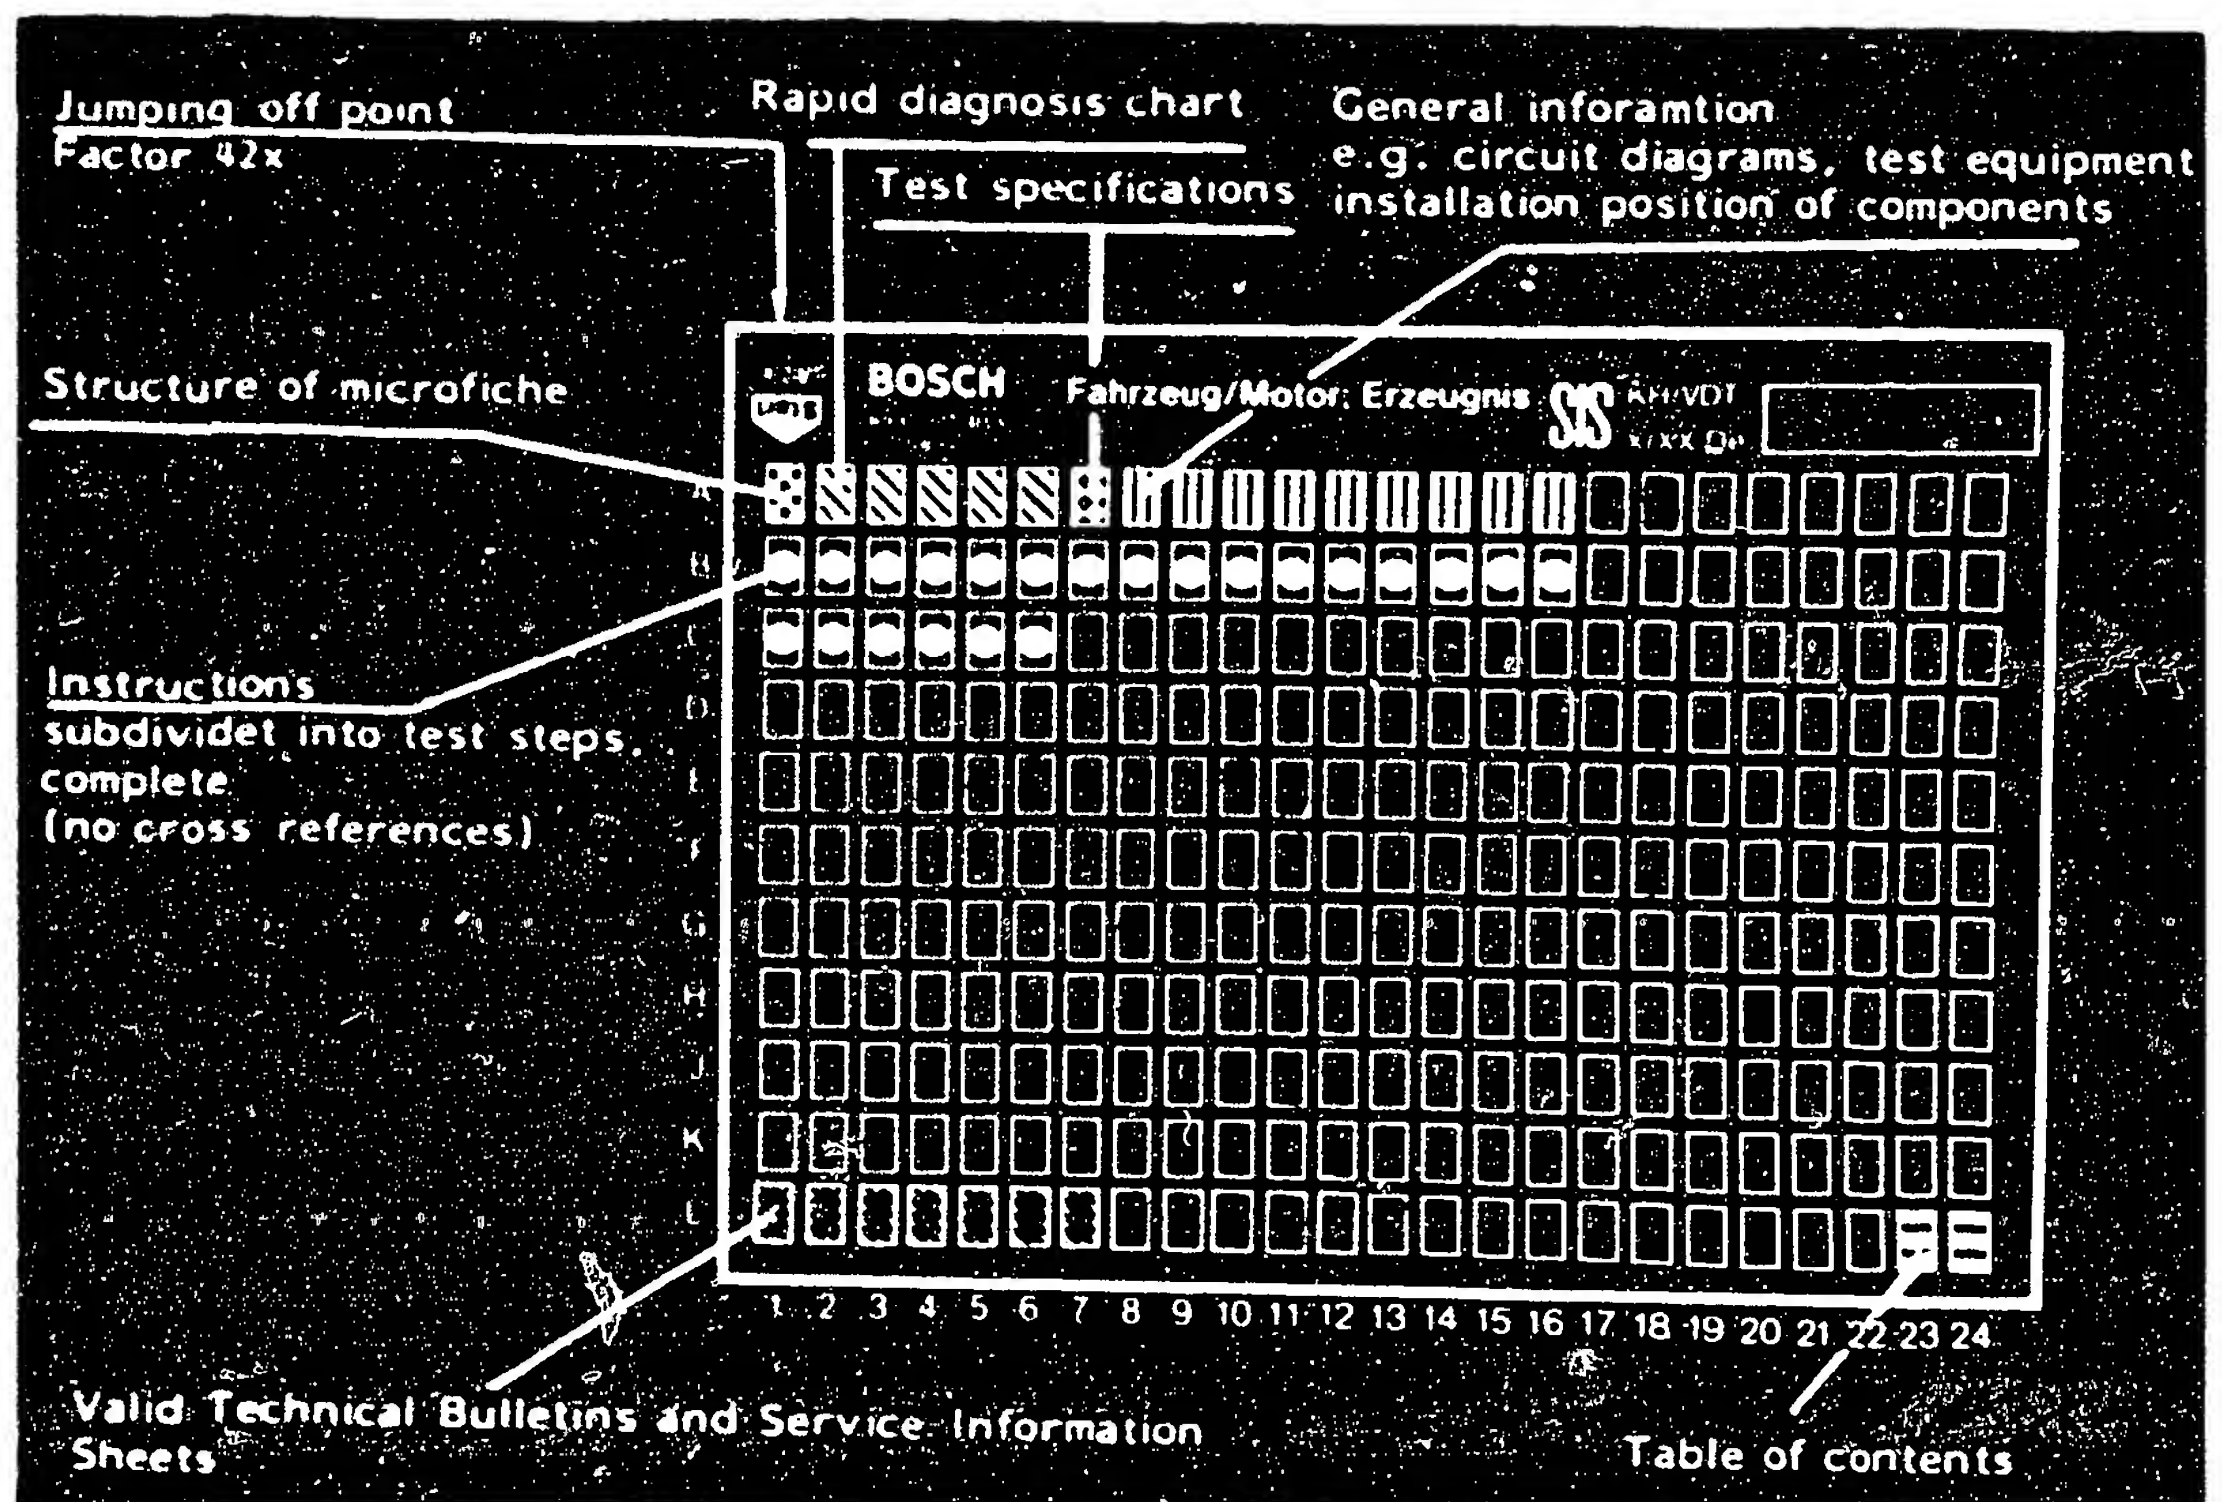 Jumping off point
Factor 42x
Rapid diagnosis chart
Test specifications
General inforamtion
e.g. circuit diagrams, test equipment
installation position of components
Structure of microfiche
BOSCH
Fahrzeug/Motor: Erzeugnis
SIS
A
B
C
D
E
F
G
H
J
K
L
Instructions
subdividet into test steps.
complete
(no cross references)
1 2 3 4 5 6 7 8 9 10 11 12 13 14 15 16 17 18 19 20 21 22 23 24
Valid Technical Bulletins and Service Information
Sheets
Table of contents